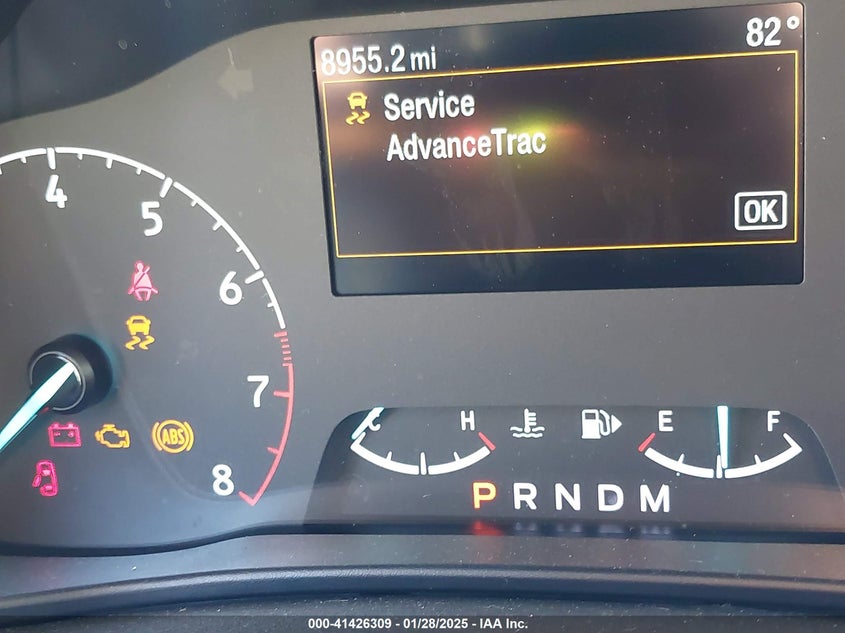 8955.2 mi
82°
Service
AdvanceTrac
OK
4
5
6
7
8
ABS
C H
E F
P R N D M
000-41426309 - 01/28/2025 - IAA Inc.